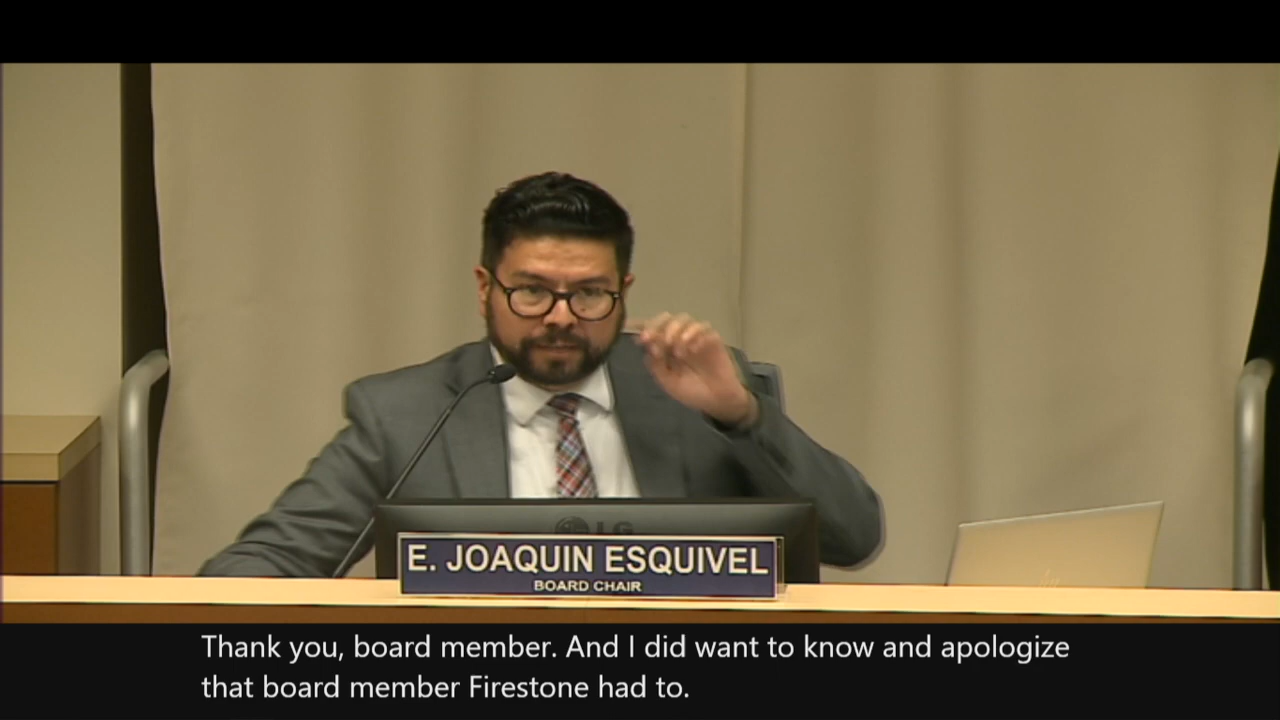 LG
E. JOAQUIN ESQUIVEL
BOARD CHAIR
Thank you, board member. And I did want to know and apologize
that board member Firestone had to.